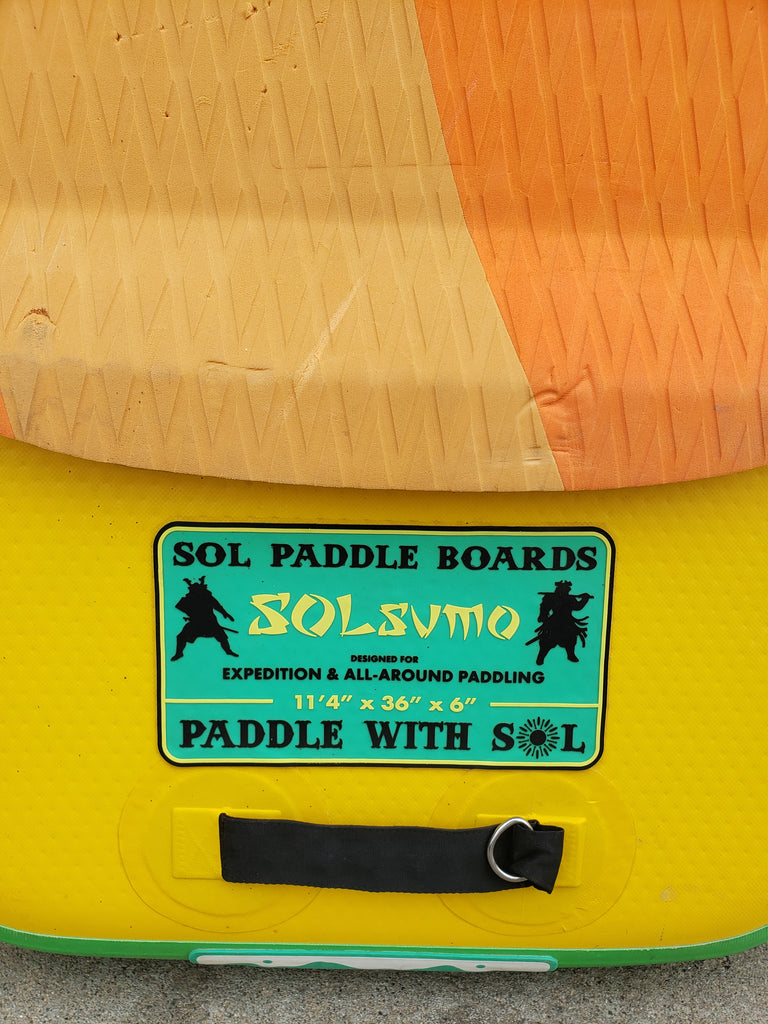 SOL PADDLE BOARDS
SOLSUMO
DESIGNED FOR
EXPEDITION & ALL-AROUND PADDLING
11'4" x 36" x 6"
PADDLE WITH SOL